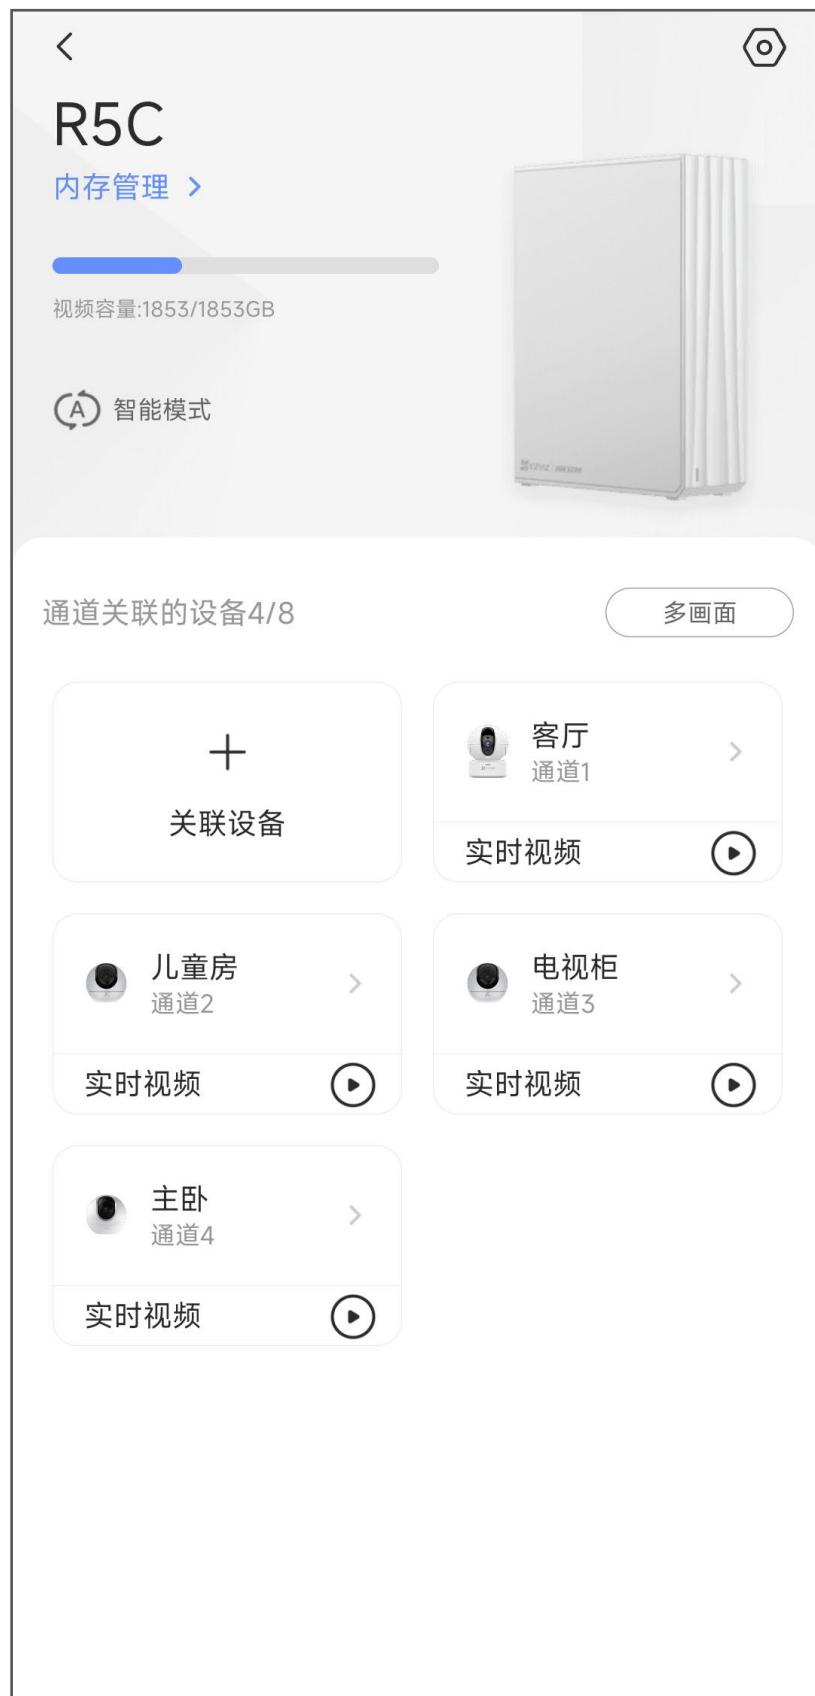 R5C
内存管理
视频容量:1853/1853GB
A 智能模式
EZVIZ
通道关联的设备4/8
多画面
关联设备
客厅
通道1
实时视频
儿童房
通道2
实时视频
电视柜
通道3
实时视频
主卧
通道4
实时视频